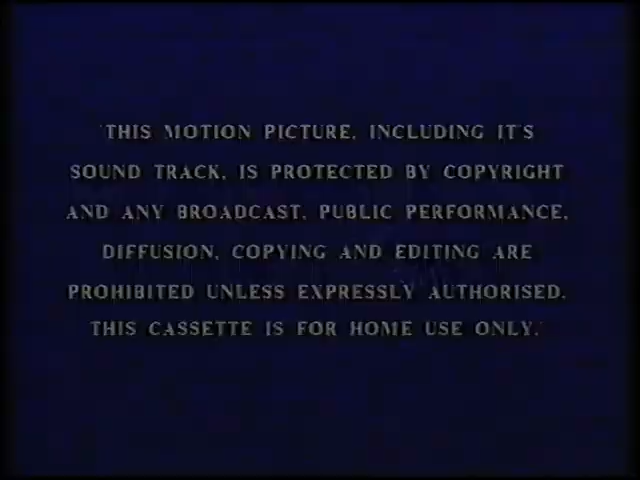 'THIS MOTION PICTURE, INCLUDING IT'S
SOUND TRACK, IS PROTECTED BY COPYRIGHT
AND ANY BROADCAST, PUBLIC PERFORMANCE,
DIFFUSION, COPYING AND EDITING ARE
PROHIBITED UNLESS EXPRESSLY AUTHORISED.
THIS CASSETTE IS FOR HOME USE ONLY.'